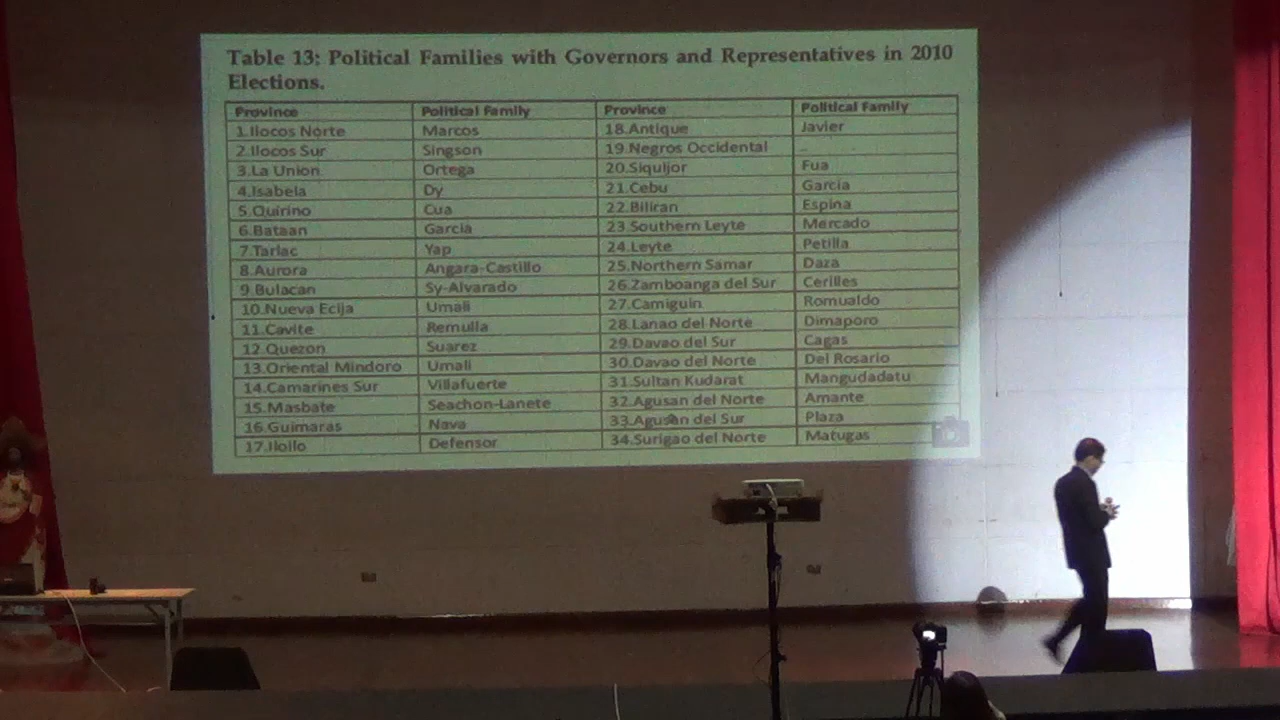 Table 13: Political Families with Governors and Representatives in 2010
Elections.
Province Political Family Province Political Family
1.Ilocos Norte Marcos 18.Antique Javier
2.Ilocos Sur Singson 19.Negros Occidental
3.La Union Ortega 20.Siquijor Fua
4.Isabela Dy 21.Cebu Garcia
5.Quirino Cua 22.Biliran Espina
6.Bataan Garcia 23.Southern Leyte Mercado
7.Tarlac Yap 24.Leyte Petilla
8.Aurora Angara-Castillo 25.Northern Samar Daza
9.Bulacan Sy-Alvarado 26.Zamboanga del Sur Cerilles
10.Nueva Ecija Umali 27.Camiguin Romualdo
11.Cavite Remulla 28.Lanao del Norte Dimaporo
12.Quezon Suarez 29.Davao del Sur Cagas
13.Oriental Mindoro Umali 30.Davao del Norte Del Rosario
14.Camarines Sur Villafuerte 31.Sultan Kudarat Mangudadatu
15.Masbate Seachon-Lanete 32.Agusan del Norte Amante
16.Guimaras Nava 33.Agusan del Sur Plaza
17.Iloilo Defensor 34.Surigao del Norte Matugas